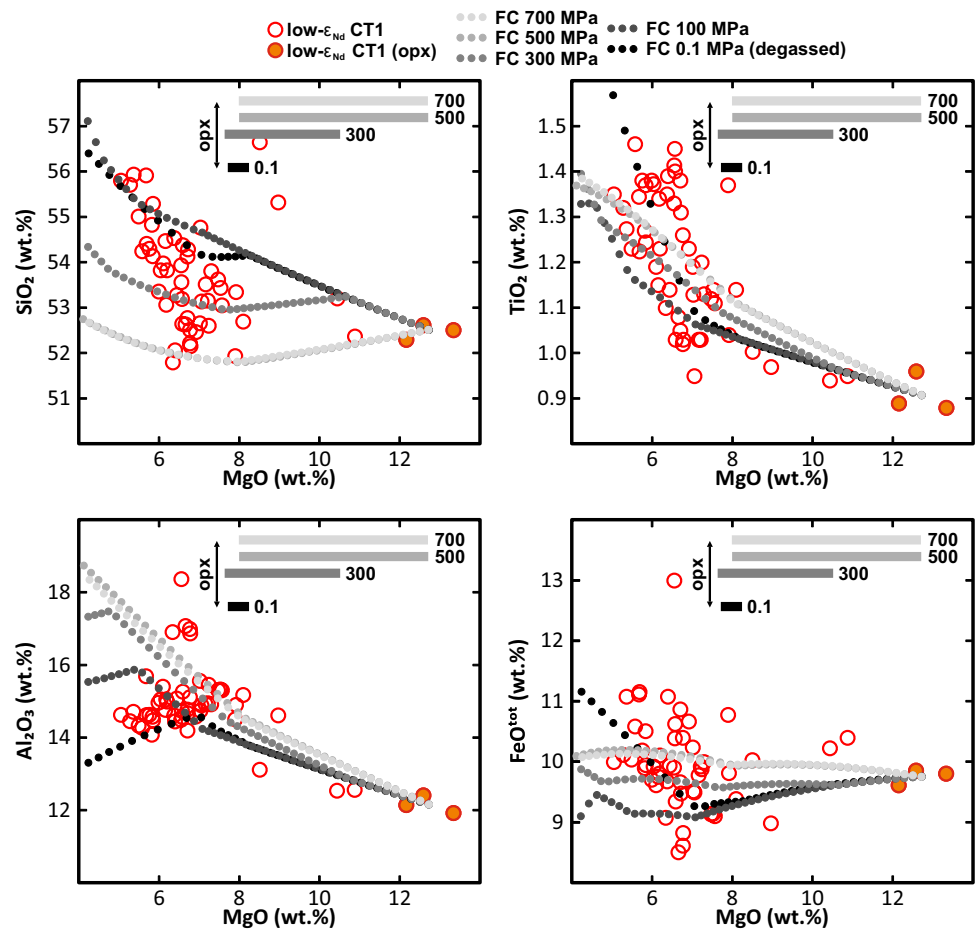 low-εNd CT1
low-εNd CT1 (opx)
FC 700 MPa
FC 500 MPa
FC 300 MPa
FC 100 MPa
FC 0.1 MPa (degassed)
57
56
55
54
53
52
51
SiO₂ (wt.%)
opx
700
500
300
0.1
6 8 10 12
MgO (wt.%)
1.5
1.4
1.3
1.2
1.1
1.0
0.9
TiO₂ (wt.%)
opx
700
500
300
0.1
6 8 10 12
MgO (wt.%)
18
16
14
12
Al₂O₃ (wt.%)
opx
700
500
300
0.1
6 8 10 12
MgO (wt.%)
13
12
11
10
9
FeOᵗᵒᵗ (wt.%)
opx
700
500
300
0.1
6 8 10 12
MgO (wt.%)